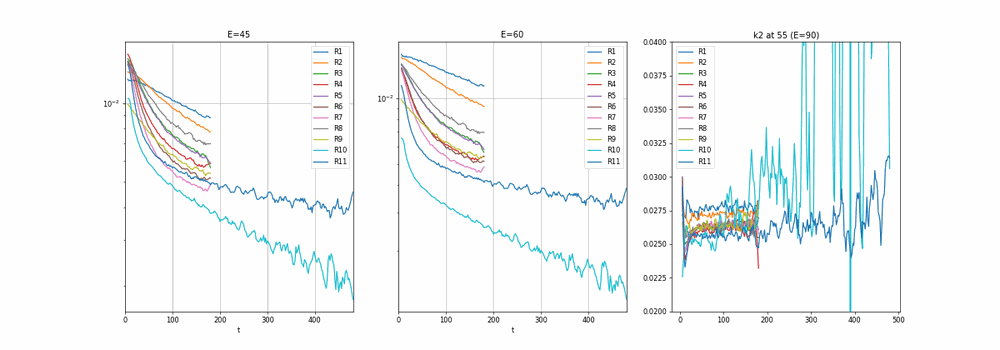 E=45
10⁻²
R1
R2
R3
R4
R5
R6
R7
R8
R9
R10
R11
0 100 200 300 400
t
E=60
10⁻²
R1
R2
R3
R4
R5
R6
R7
R8
R9
R10
R11
0 100 200 300 400
t
k2 at 55 (E=90)
0.0400
0.0375
0.0350
0.0325
0.0300
0.0275
0.0250
0.0225
0.0200
R1
R2
R3
R4
R5
R6
R7
R8
R9
R10
R11
0 100 200 300 400 500